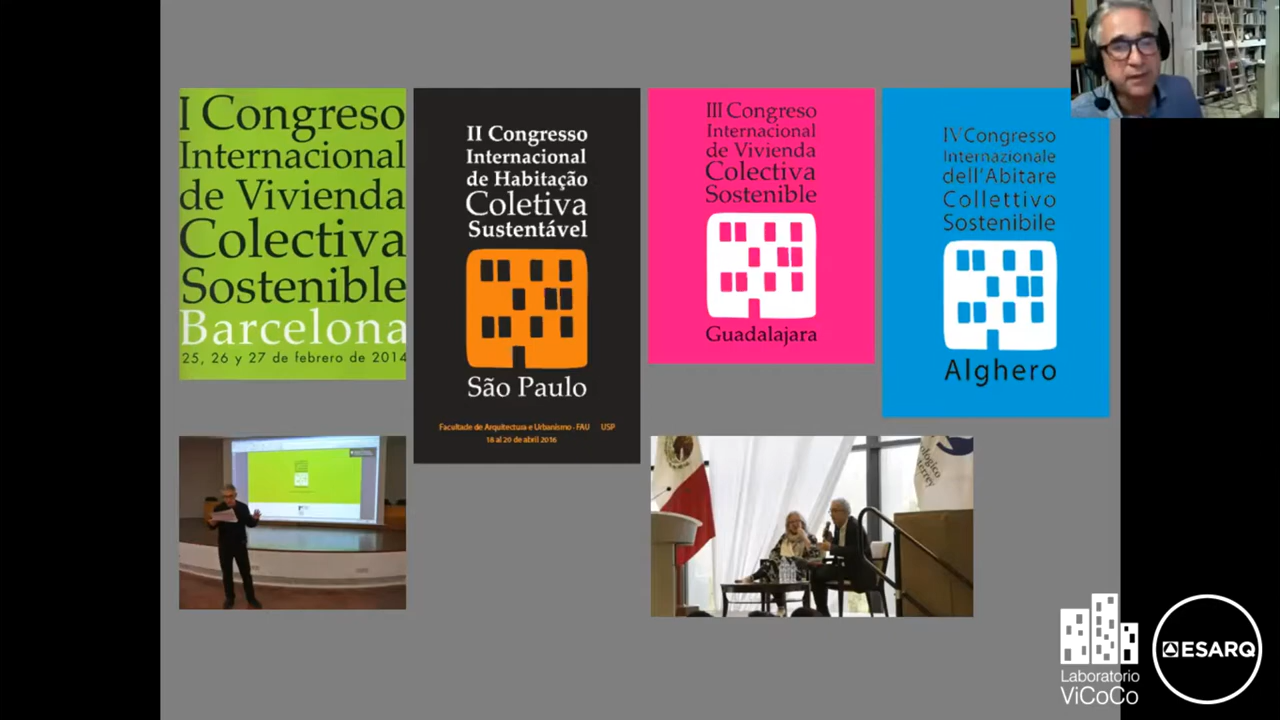 I Congreso
Internacional
de Vivienda
Colectiva
Sostenible
Barcelona
25, 26 y 27 de febrero de 2014
II Congresso
Internacional
de Habitação
Coletiva
Sustentável
São Paulo
Facultade de Arquitectura e Urbanismo - FAU USP
18 al 20 de abril 2016
III Congreso
Internacional
de Vivienda
Colectiva
Sostenible
Guadalajara
IV Congresso
Internazionale
dell'Abitare
Collettivo
Sostenibile
Alghero
ológico
terrey
Laboratorio
ViCoCo
ESARQ